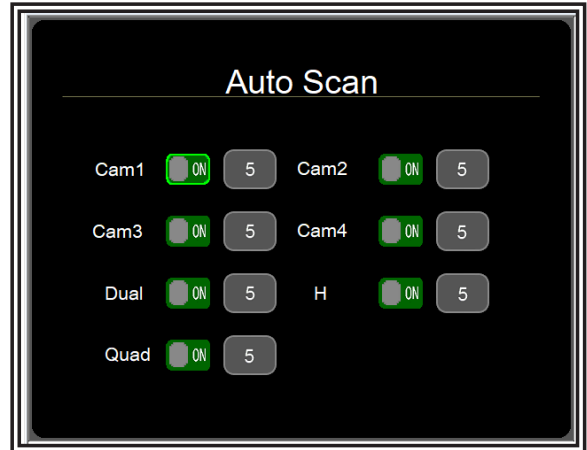 Auto Scan
Cam1 ON 5 Cam2 ON 5
Cam3 ON 5 Cam4 ON 5
Dual ON 5 H ON 5
Quad ON 5